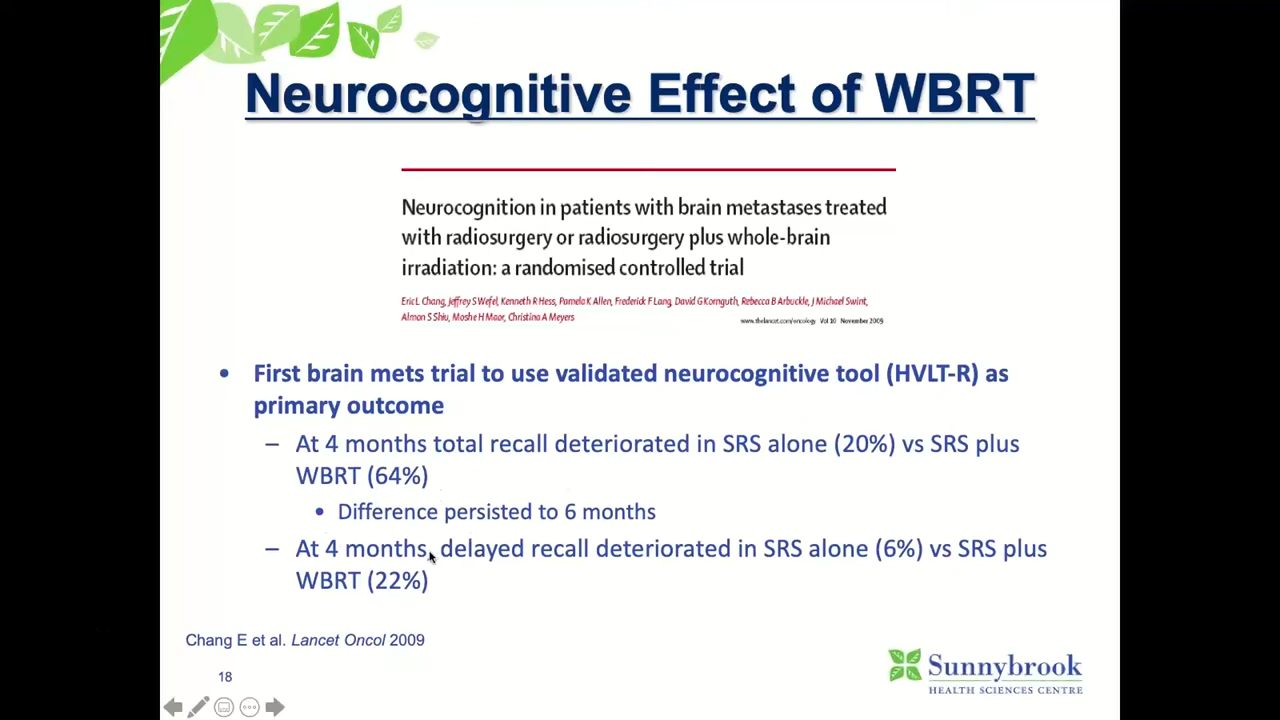 Neurocognitive Effect of WBRT
Neurocognition in patients with brain metastases treated
with radiosurgery or radiosurgery plus whole-brain
irradiation: a randomised controlled trial
Eric L Chang, Jeffrey S Wefel, Kenneth R Hess, Pamela K Allen, Frederick F Lang, David G Kornguth, Rebecca B Arbuckle, J Michael Swint,
Almon S Shiu, Moshe H Maor, Christina A Meyers
www.thelancet.com/oncology Vol 10 November 2009
• First brain mets trial to use validated neurocognitive tool (HVLT-R) as
primary outcome
– At 4 months total recall deteriorated in SRS alone (20%) vs SRS plus
WBRT (64%)
• Difference persisted to 6 months
– At 4 months, delayed recall deteriorated in SRS alone (6%) vs SRS plus
WBRT (22%)
Chang E et al. Lancet Oncol 2009
18
Sunnybrook
HEALTH SCIENCES CENTRE